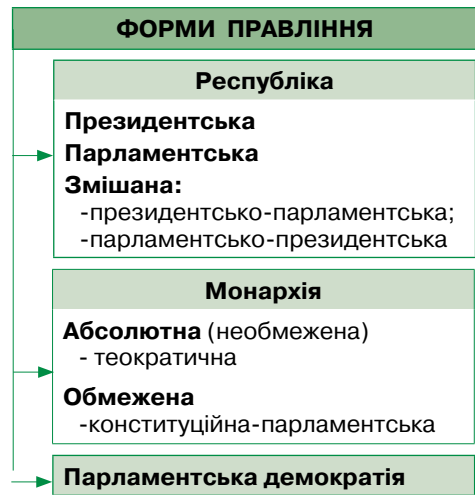 ФОРМИ ПРАВЛІННЯ
Республіка
Президентська
Парламентська
Змішана:
-президентсько-парламентська;
-парламентсько-президентська
Монархія
Абсолютна (необмежена)
- теократична
Обмежена
-конституційна-парламентська
Парламентська демократія